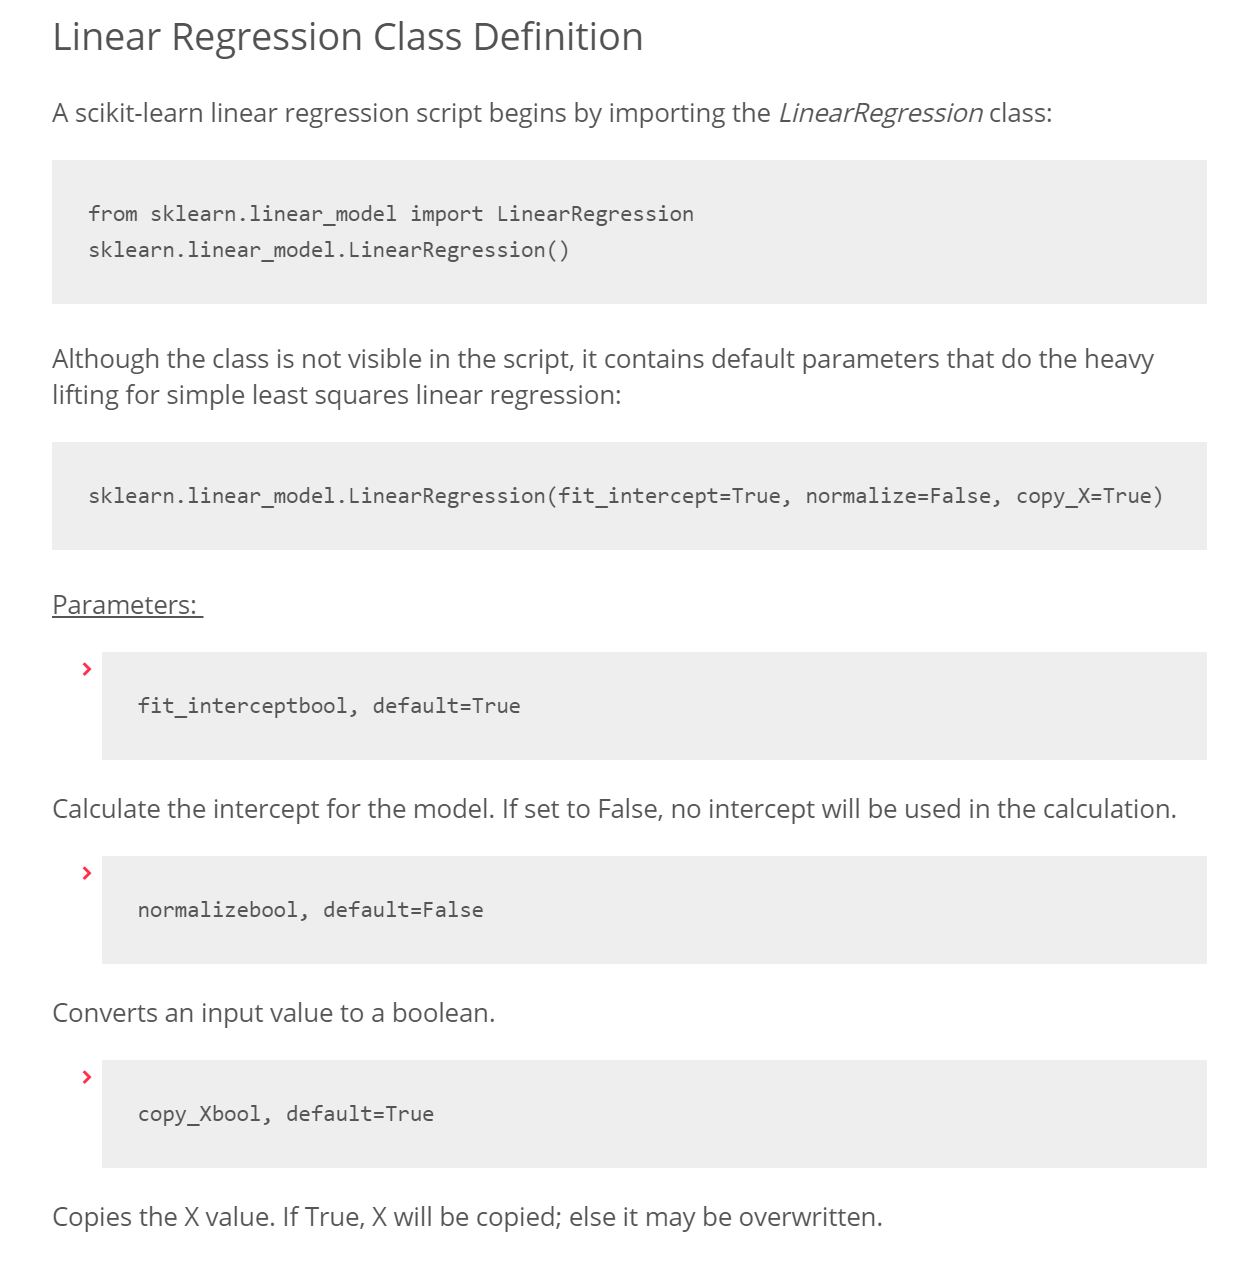 Linear Regression Class Definition
A scikit-learn linear regression script begins by importing the LinearRegression class:
from sklearn.linear_model import LinearRegression
sklearn.linear_model.LinearRegression()
Although the class is not visible in the script, it contains default parameters that do the heavy
lifting for simple least squares linear regression:
sklearn.linear_model.LinearRegression(fit_intercept=True, normalize=False, copy_X=True)
Parameters:
fit_interceptbool, default=True
Calculate the intercept for the model. If set to False, no intercept will be used in the calculation.
normalizebool, default=False
Converts an input value to a boolean.
copy_Xbool, default=True
Copies the X value. If True, X will be copied; else it may be overwritten.